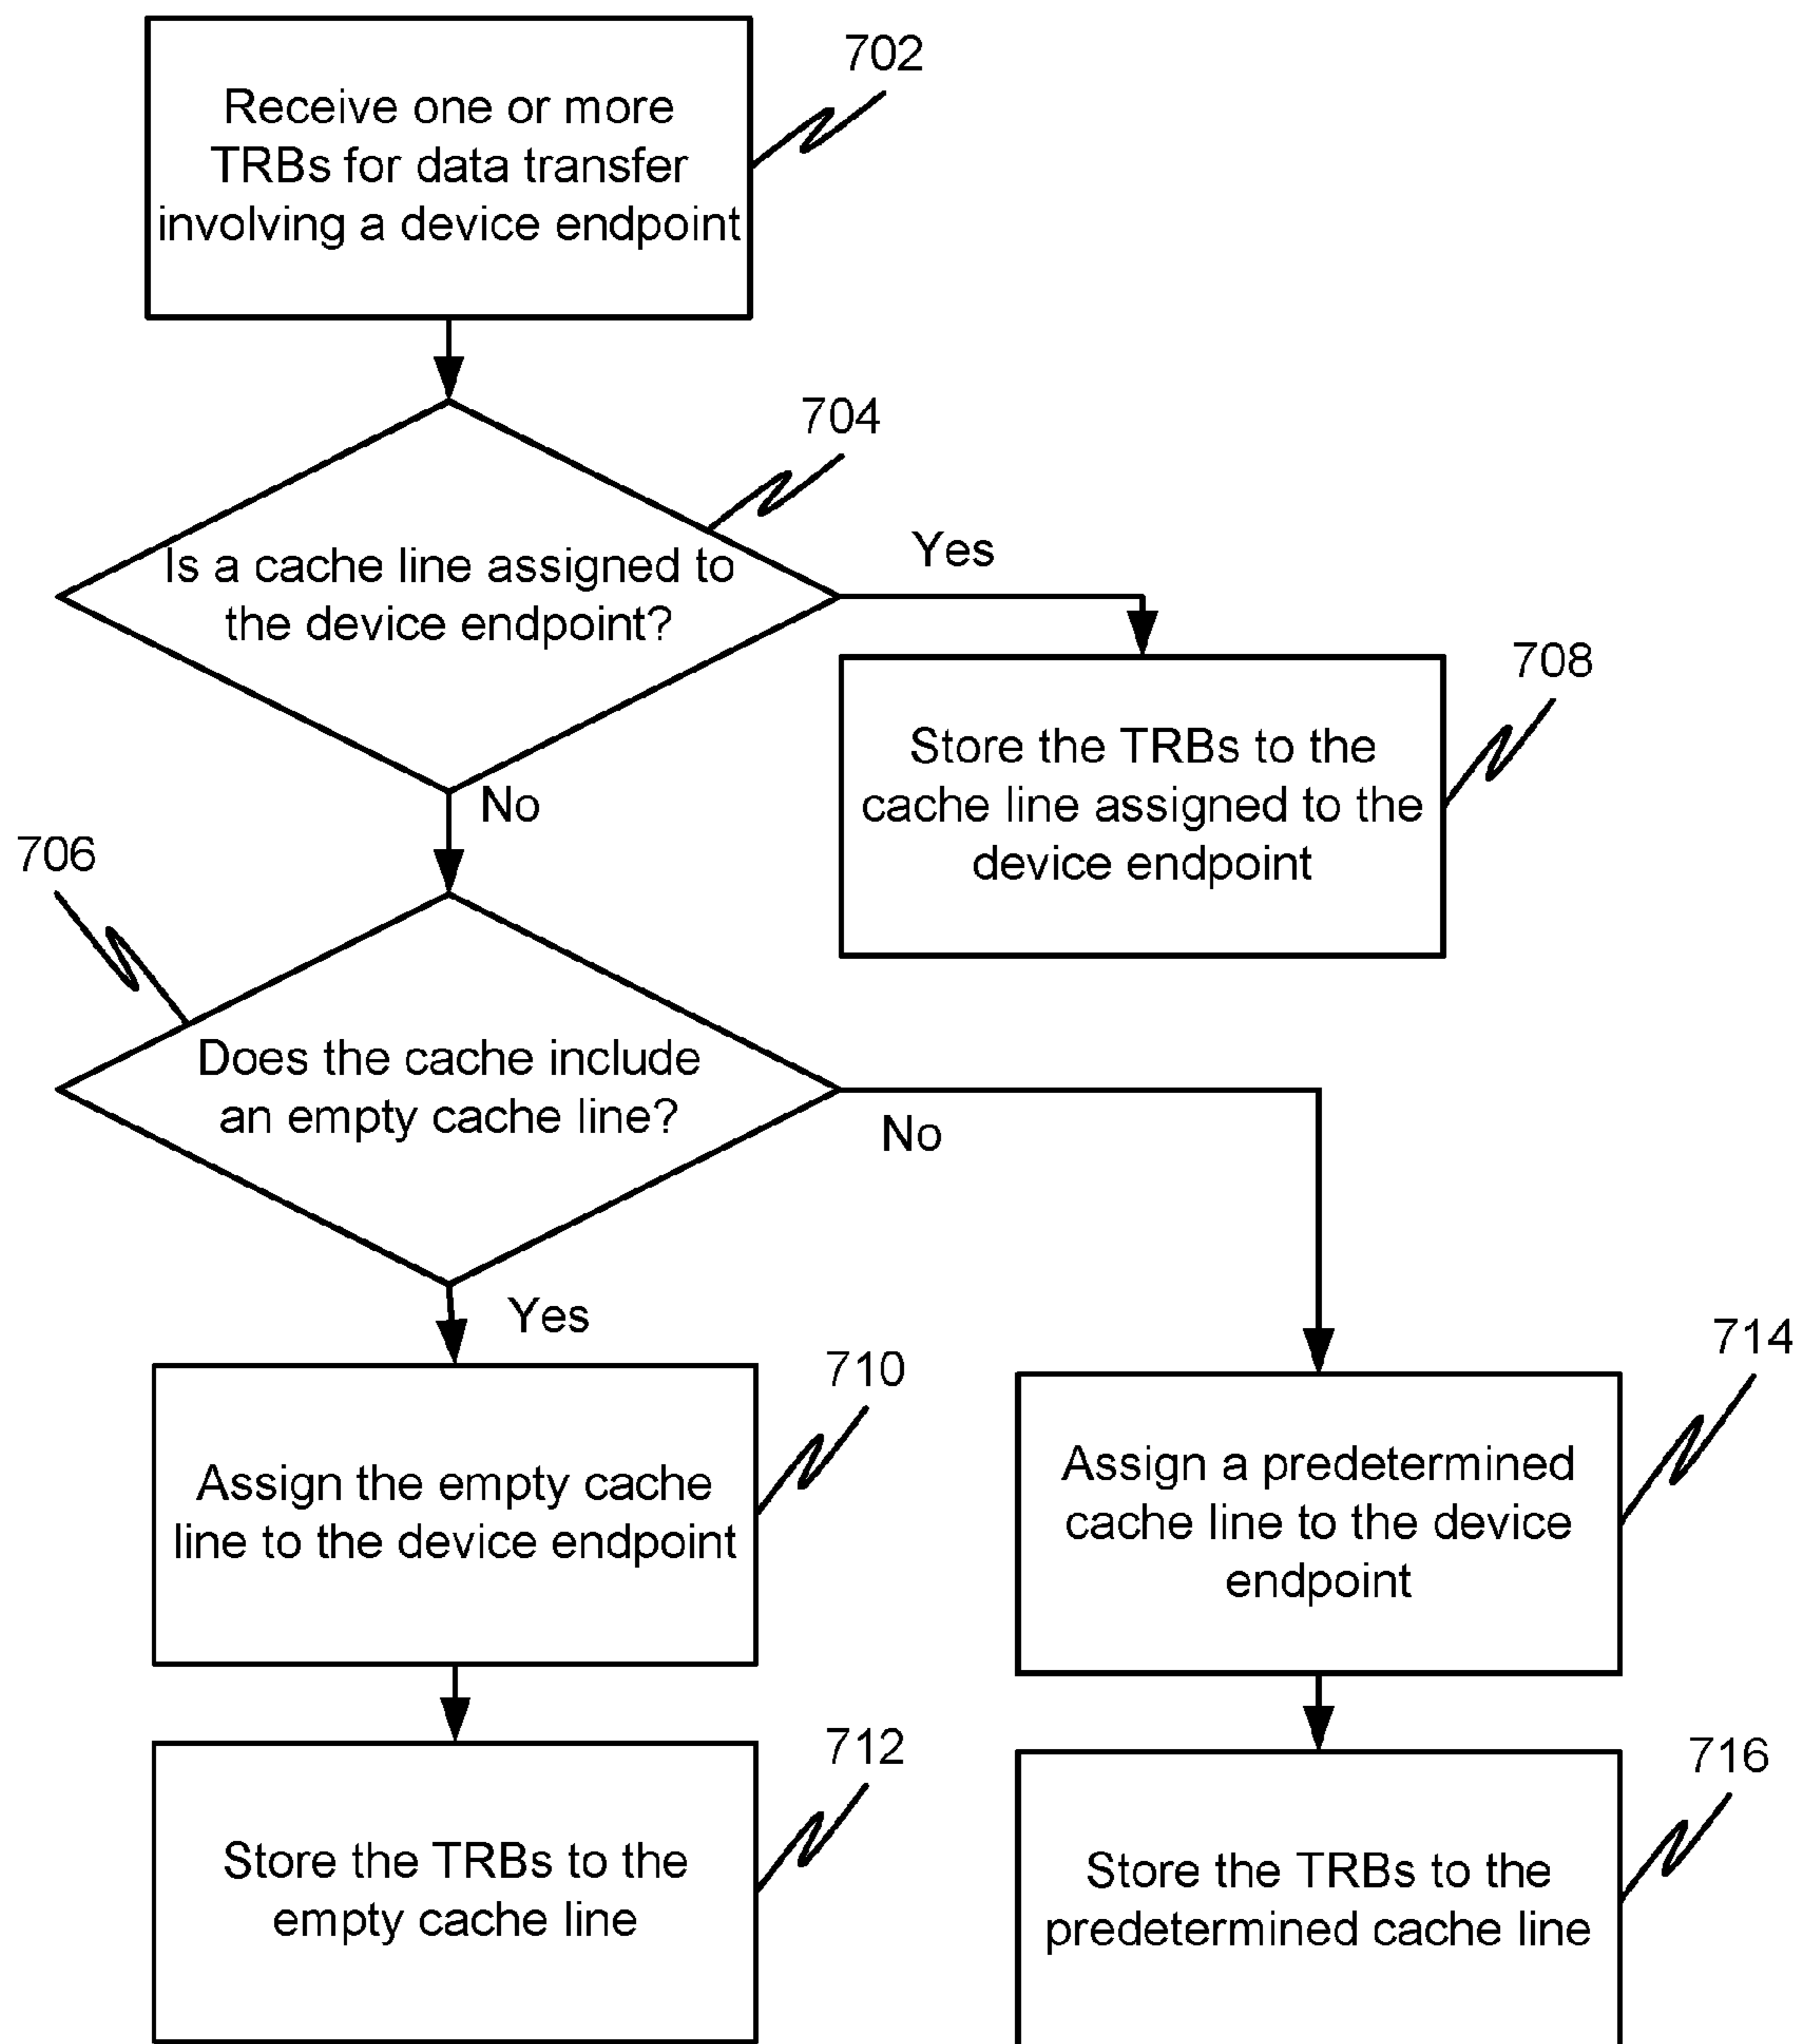 702
Receive one or more
TRBs for data transfer
involving a device endpoint
704
Is a cache line assigned to
the device endpoint?
Yes
No
708
Store the TRBs to the
cache line assigned to the
device endpoint
706
Does the cache include
an empty cache line?
No
Yes
710
Assign the empty cache
line to the device endpoint
714
Assign a predetermined
cache line to the device
endpoint
712
Store the TRBs to the
empty cache line
716
Store the TRBs to the
predetermined cache line